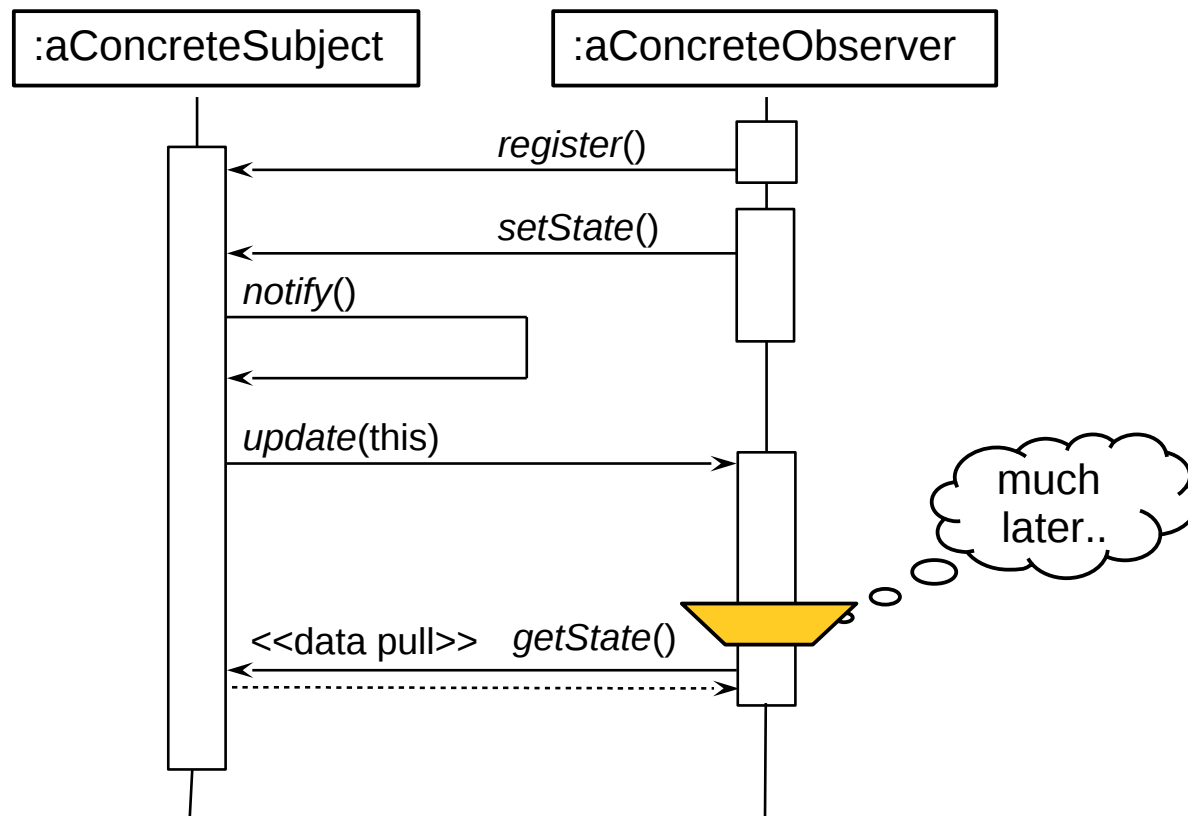 :aConcreteSubject
:aConcreteObserver
register()
setState()
notify()
update(this)
much
later..
<<data pull>> getState()